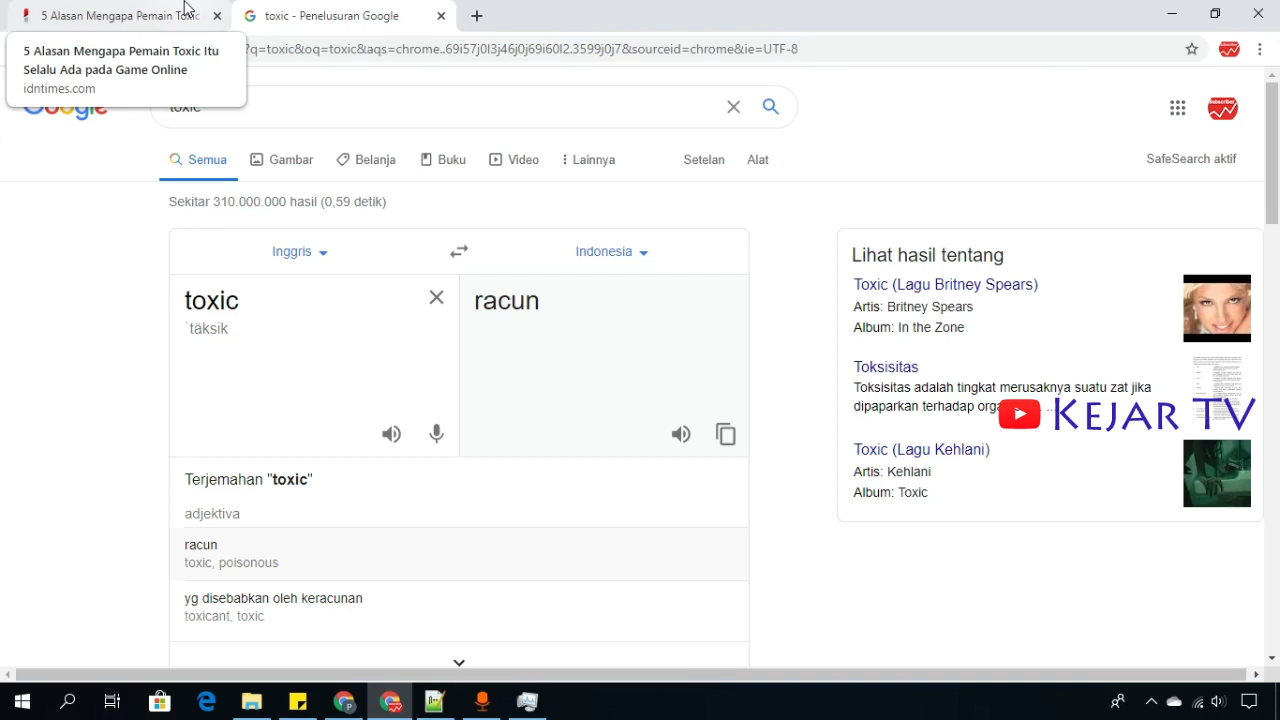 5 Alasan Mengapa Pemain Toxic
toxic - Penelusuran Google
5 Alasan Mengapa Pemain Toxic Itu
Selalu Ada pada Game Online
idntimes.com
?q=toxic&oq=toxic&aqs=chrome..69i57j0l3j46j0j69i60l2.3599j0j7&sourceid=chrome&ie=UTF-8
Google
toxic
Semua
Gambar
Belanja
Buku
Video
Lainnya
Setelan
Alat
SafeSearch aktif
Sekitar 310.000.000 hasil (0,59 detik)
Inggris
Indonesia
toxic
ˈtäksik
racun
Terjemahan "toxic"
adjektiva
racun
toxic, poisonous
yg disebabkan oleh keracunan
toxicant, toxic
Lihat hasil tentang
Toxic (Lagu Britney Spears)
Artis: Britney Spears
Album: In the Zone
Toksisitas
Toksisitas adalah tingkat merusaknya suatu zat jika
dipaparkan terhadap ...
KEJAR TV
Toxic (Lagu Kehlani)
Artis: Kehlani
Album: Toxic